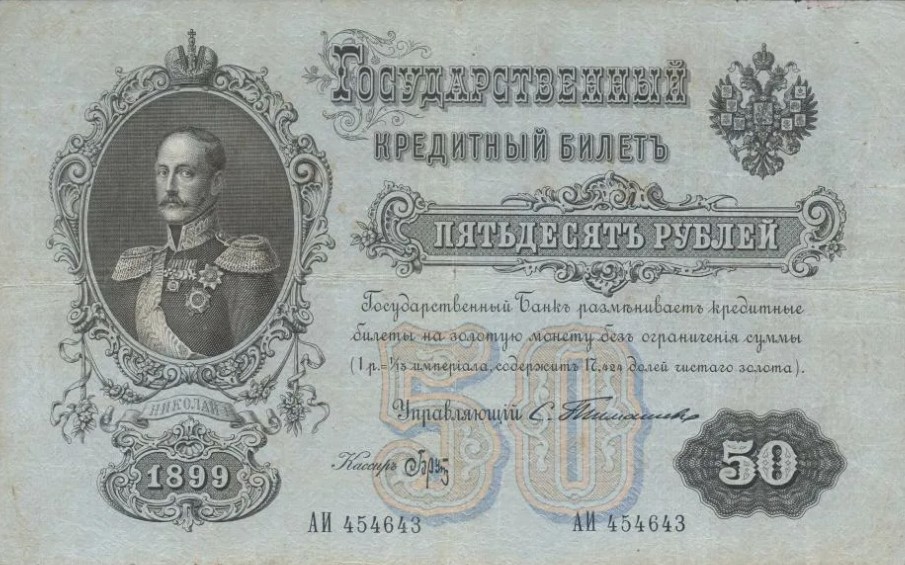 Государственный
кредитный билетъ
ПЯТЬДЕСЯТЪ РУБЛЕЙ
Государственный Банкъ размѣниваетъ кредитные
билеты на золотую монету безъ ограниченія суммы
(1 р.=1/15 имперіала, содержитъ 17,424 долей чистаго золота).
Управляющій
Кассиръ
НИКОЛАЙ I
1899
50
50
АИ 454643
АИ 454643